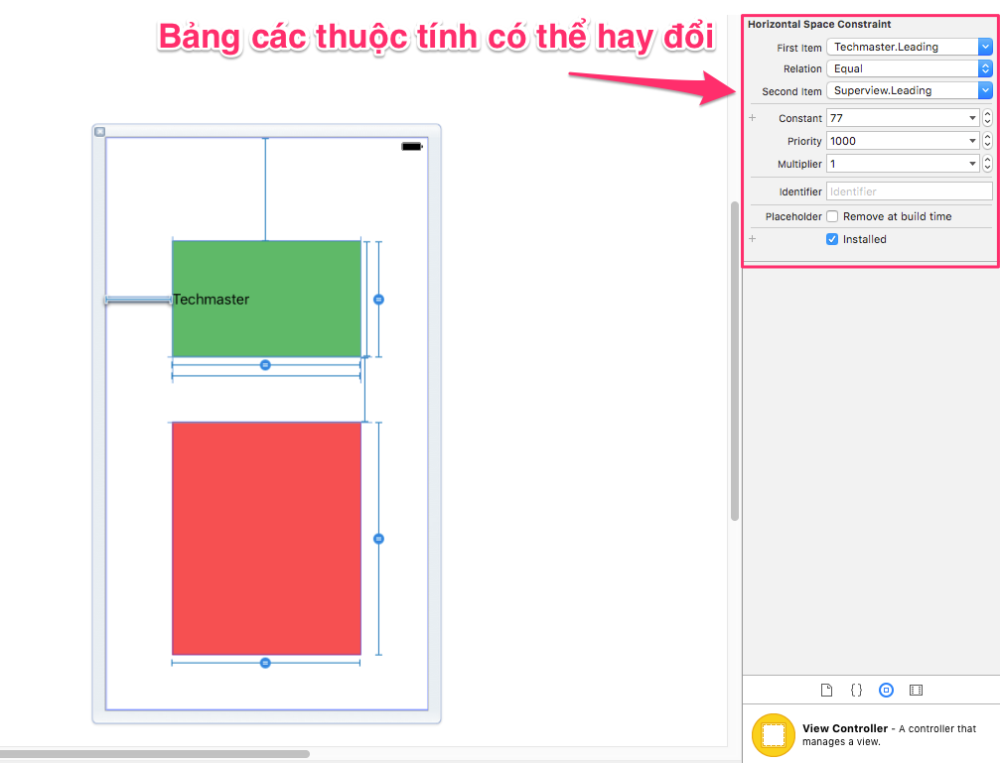 Bảng các thuộc tính có thể hay đổi
Techmaster
Horizontal Space Constraint
First Item Techmaster.Leading
Relation Equal
Second Item Superview.Leading
+ Constant 77
Priority 1000
Multiplier 1
Identifier Identifier
Placeholder Remove at build time
+ Installed
{ }
View Controller - A controller that
manages a view.